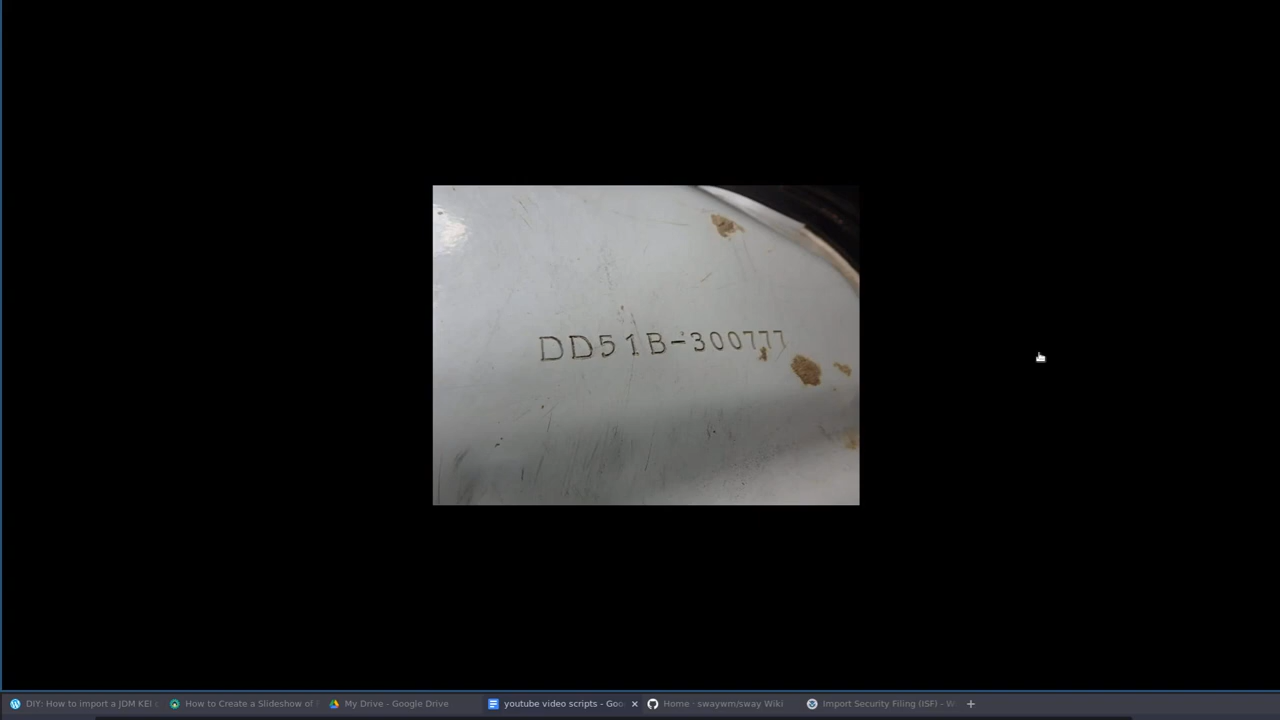 DD51B-300777
DIY: How to import a JDM KEI
How to Create a Slideshow of
My Drive - Google Drive
youtube video scripts - Goo
Home · swaywm/sway Wiki
Import Security Filing (ISF) - W